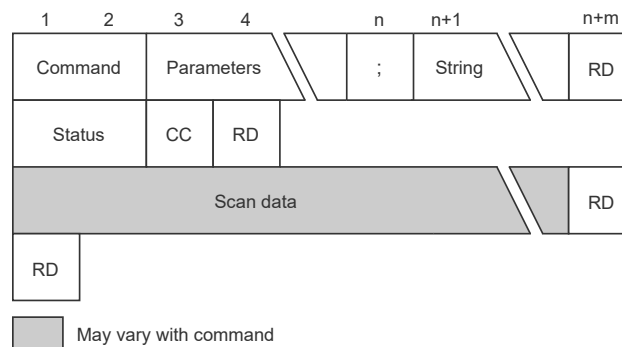 1 2 3 4 n n+1 n+m
Command Parameters ; String RD
Status CC RD
Scan data RD
RD
May vary with command